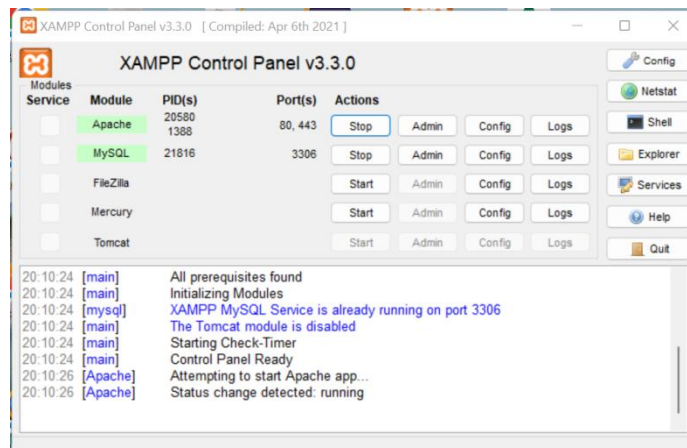 XAMPP Control Panel v3.3.0 [ Compiled: Apr 6th 2021 ]
XAMPP Control Panel v3.3.0
Config
Modules
Service Module PID(s) Port(s) Actions
Netstat
Apache 20580 1388 80, 443 Stop Admin Config Logs
Shell
MySQL 21816 3306 Stop Admin Config Logs
Explorer
FileZilla Start Admin Config Logs
Services
Mercury Start Admin Config Logs
Help
Tomcat Start Admin Config Logs
Quit
20:10:24 [main] All prerequisites found
20:10:24 [main] Initializing Modules
20:10:24 [mysql] XAMPP MySQL Service is already running on port 3306
20:10:24 [main] The Tomcat module is disabled
20:10:24 [main] Starting Check-Timer
20:10:24 [main] Control Panel Ready
20:10:26 [Apache] Attempting to start Apache app...
20:10:26 [Apache] Status change detected: running